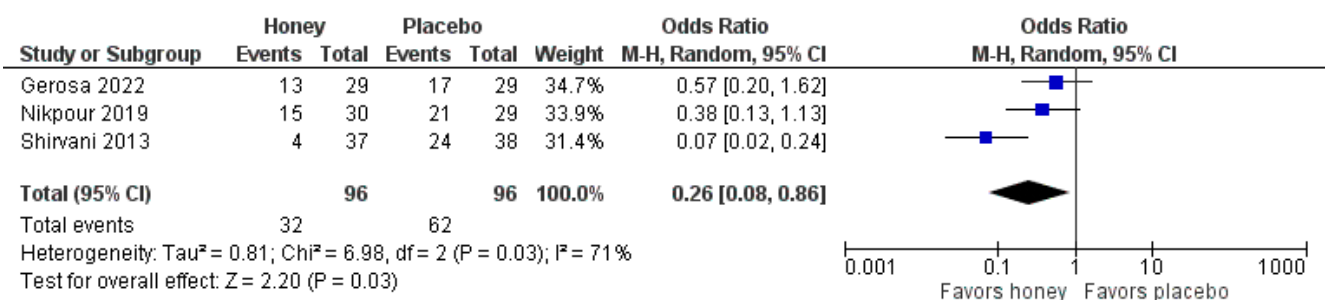 Honey Placebo Odds Ratio Odds Ratio
Study or Subgroup Events Total Events Total Weight M-H, Random, 95% CI M-H, Random, 95% CI
Gerosa 2022 13 29 17 29 34.7% 0.57 [0.20, 1.62]
Nikpour 2019 15 30 21 29 33.9% 0.38 [0.13, 1.13]
Shirvani 2013 4 37 24 38 31.4% 0.07 [0.02, 0.24]
Total (95% CI) 96 96 100.0% 0.26 [0.08, 0.86]
Total events 32 62
Heterogeneity: Tau² = 0.81; Chi² = 6.98, df = 2 (P = 0.03); I² = 71%
Test for overall effect: Z = 2.20 (P = 0.03)
0.001 0.1 1 10 1000
Favors honey Favors placebo